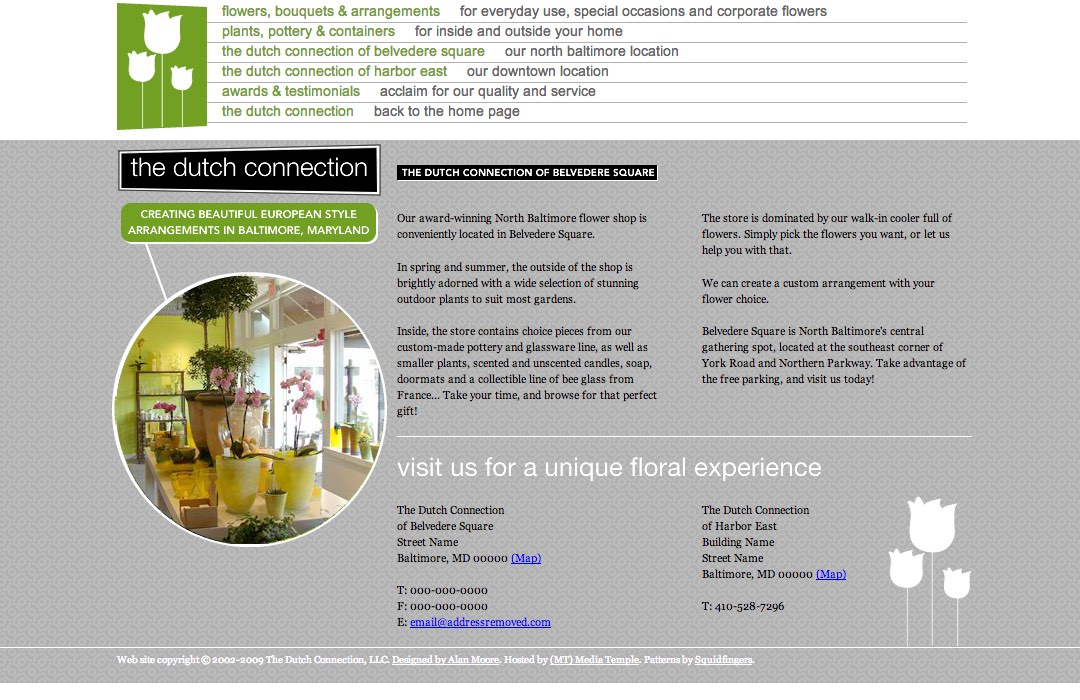 flowers, bouquets & arrangements for everyday use, special occasions and corporate flowers
plants, pottery & containers for inside and outside your home
the dutch connection of belvedere square our north baltimore location
the dutch connection of harbor east our downtown location
awards & testimonials acclaim for our quality and service
the dutch connection back to the home page
the dutch connection
CREATING BEAUTIFUL EUROPEAN STYLE
ARRANGEMENTS IN BALTIMORE, MARYLAND
THE DUTCH CONNECTION OF BELVEDERE SQUARE
Our award-winning North Baltimore flower shop is
conveniently located in Belvedere Square.
In spring and summer, the outside of the shop is
brightly adorned with a wide selection of stunning
outdoor plants to suit most gardens.
Inside, the store contains choice pieces from our
custom-made pottery and glassware line, as well as
smaller plants, scented and unscented candles, soap,
doormats and a collectible line of bee glass from
France... Take your time, and browse for that perfect
gift!
The store is dominated by our walk-in cooler full of
flowers. Simply pick the flowers you want, or let us
help you with that.
We can create a custom arrangement with your
flower choice.
Belvedere Square is North Baltimore's central
gathering spot, located at the southeast corner of
York Road and Northern Parkway. Take advantage of
the free parking, and visit us today!
visit us for a unique floral experience
The Dutch Connection
of Belvedere Square
Street Name
Baltimore, MD 00000 (Map)
T: 000-000-0000
F: 000-000-0000
E: email@addressremoved.com
The Dutch Connection
of Harbor East
Building Name
Street Name
Baltimore, MD 00000 (Map)
T: 410-528-7296
Web site copyright © 2002-2009 The Dutch Connection, LLC. Designed by Alan Moore. Hosted by (MT) Media Temple. Patterns by Squidfingers.